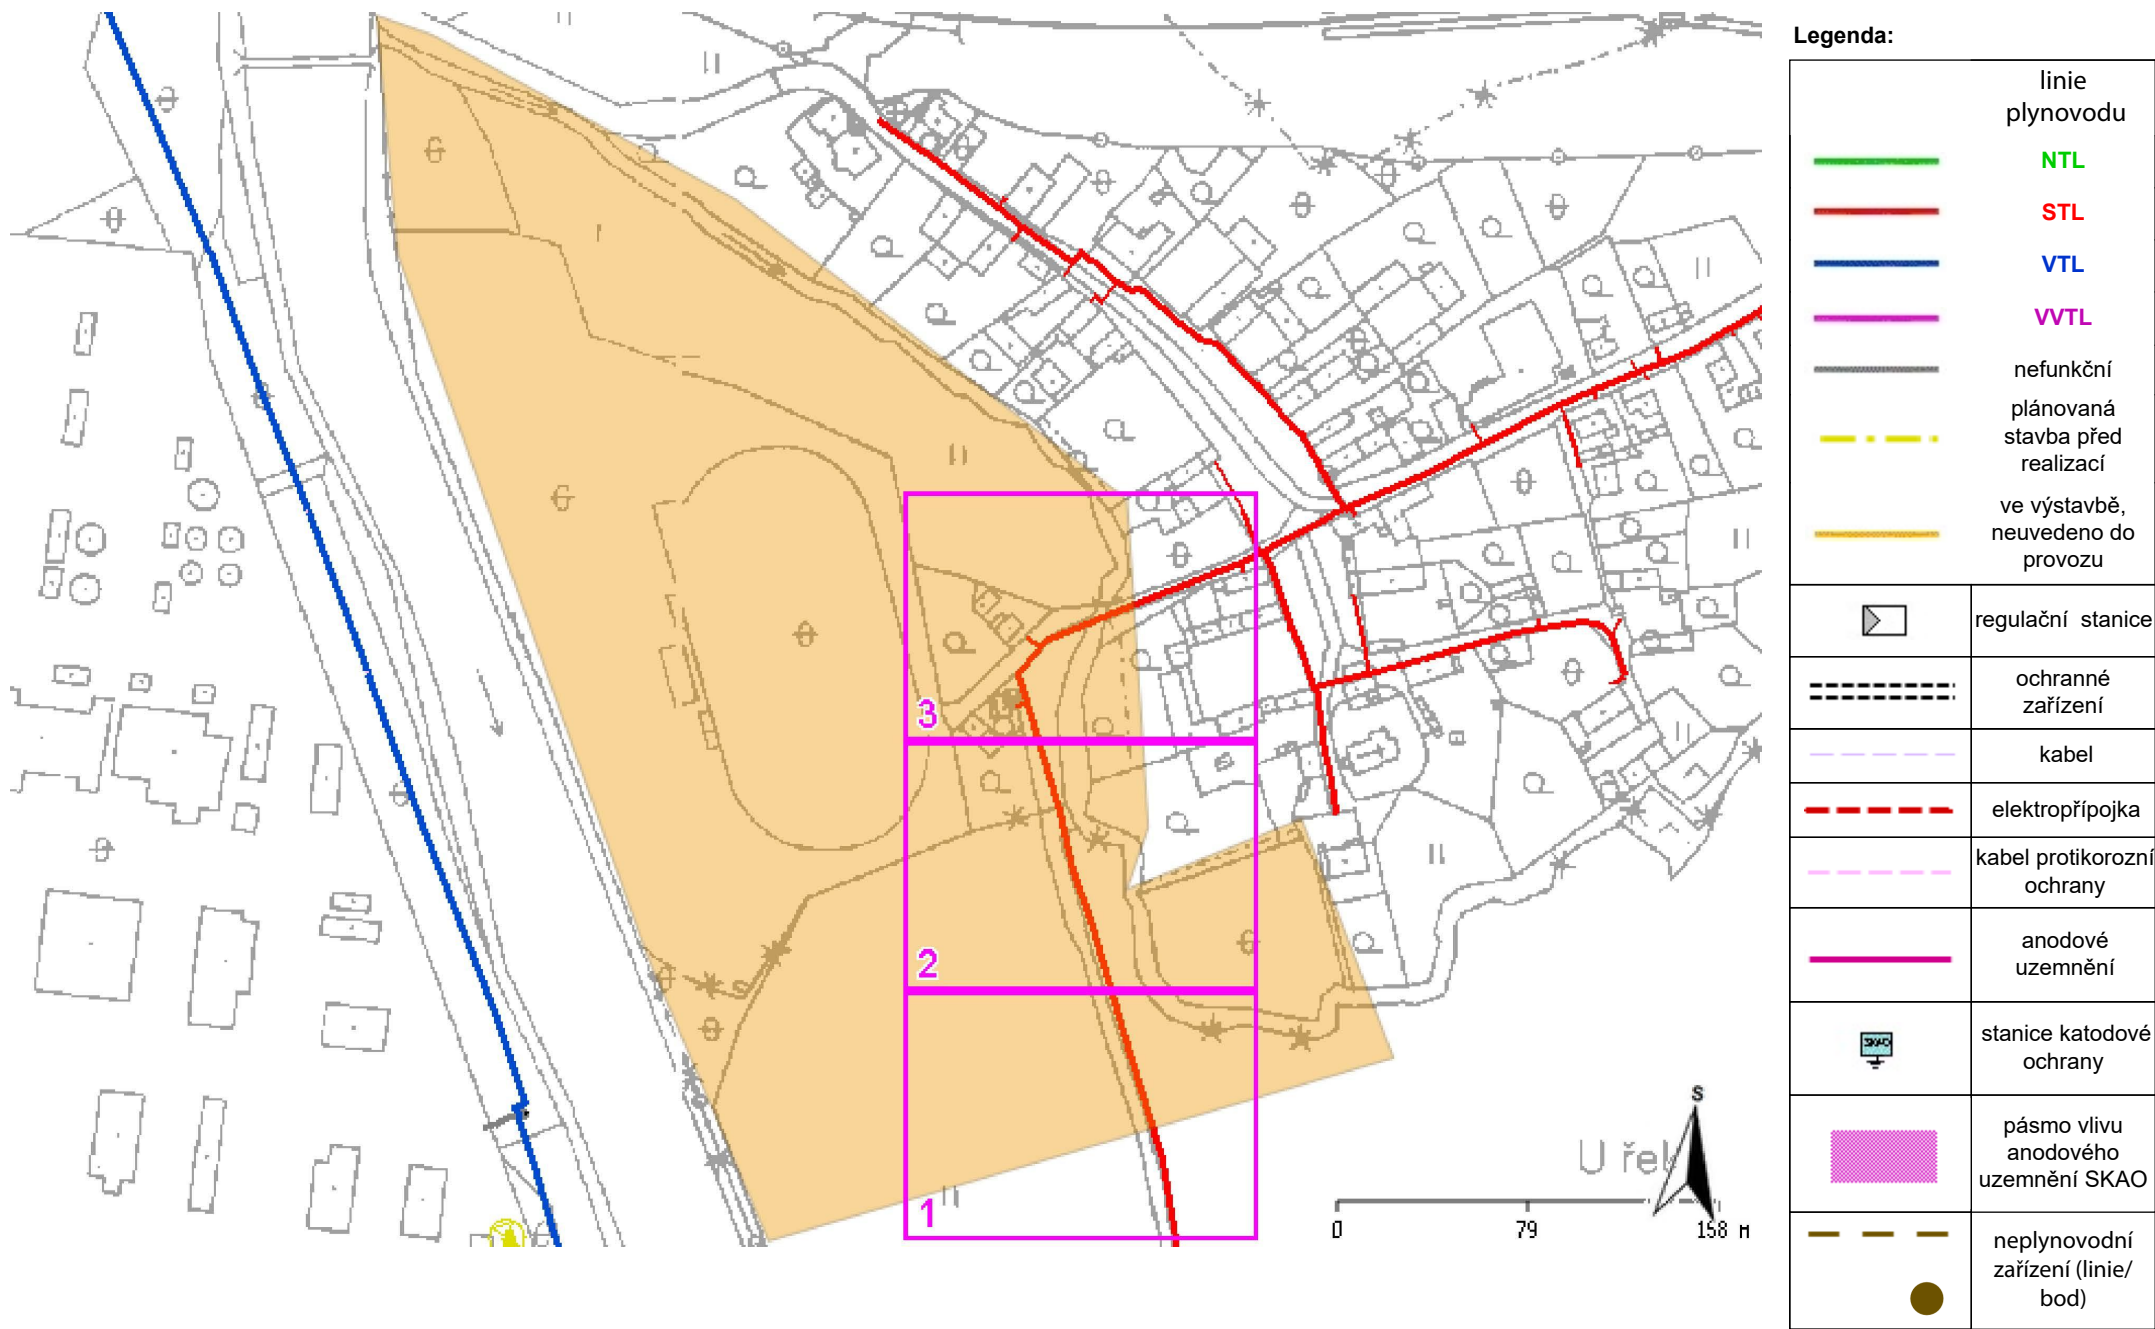 Legenda:
linie
plynovodu
NTL
STL
VTL
VVTL
nefunkční
plánovaná
stavba před
realizací
ve výstavbě,
neuvedeno do
provozu
regulační stanice
ochranné
zařízení
kabel
elektropřípojka
kabel protikorozní
ochrany
anodové
uzemnění
SKAO
stanice katodové
ochrany
pásmo vlivu
anodového
uzemnění SKAO
neplynovodní
zařízení (linie/
bod)
3
2
1
S
U řek
0 79 158 M